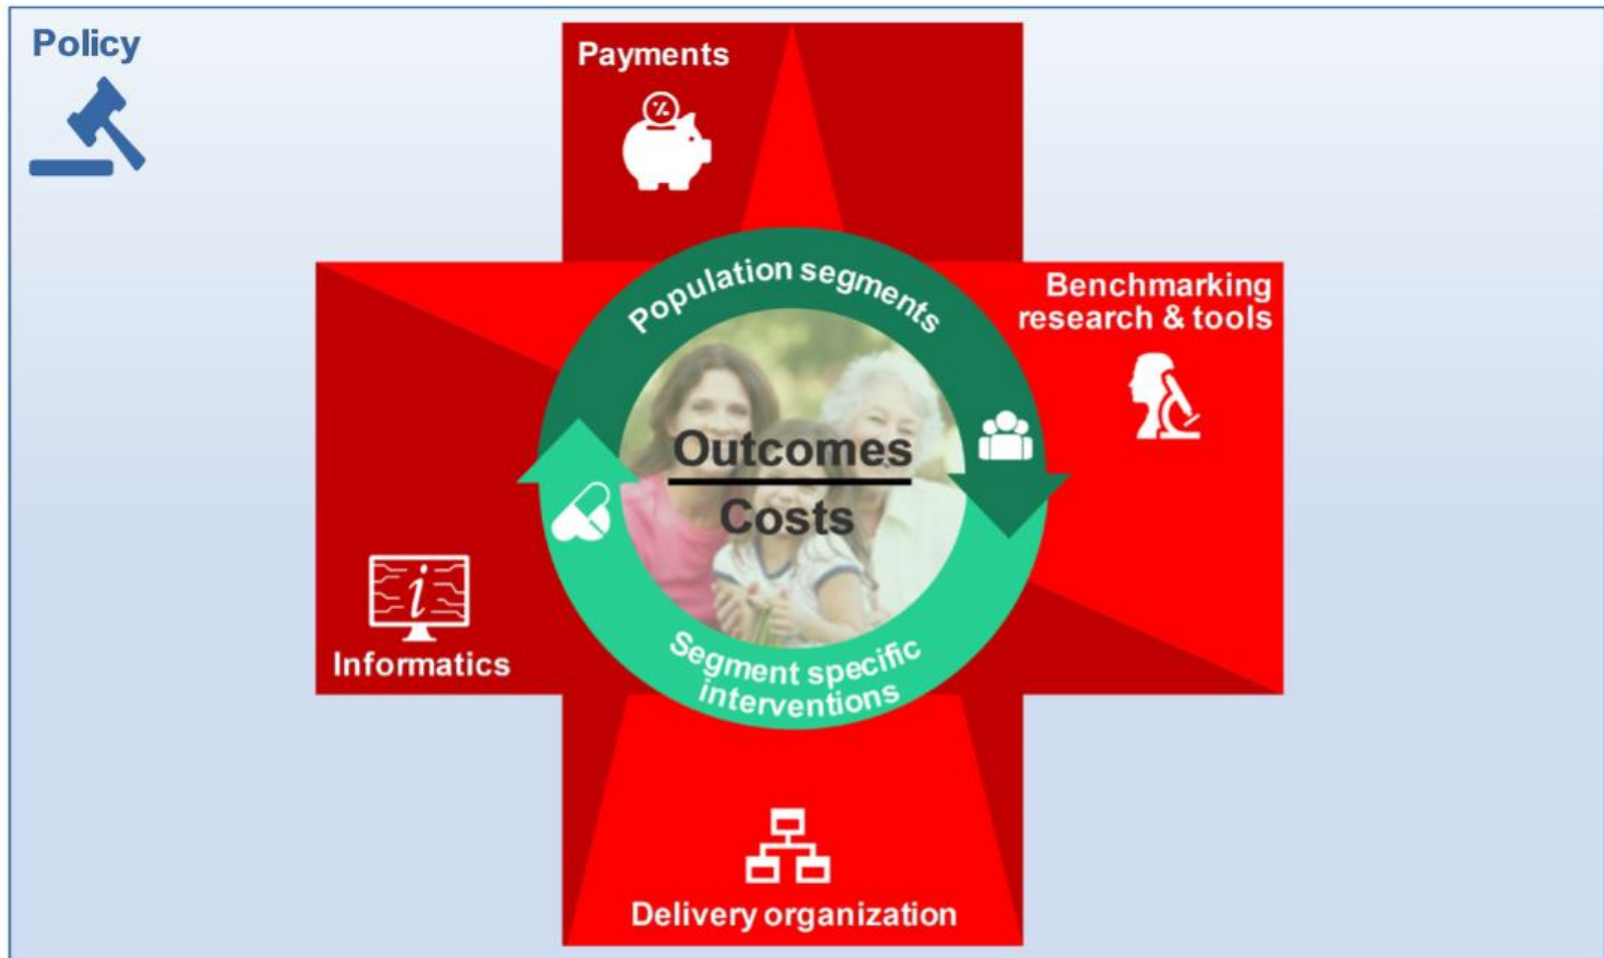 Policy
Payments
Benchmarking
research & tools
Population segments
Outcomes
Costs
Segment specific
interventions
Informatics
Delivery organization